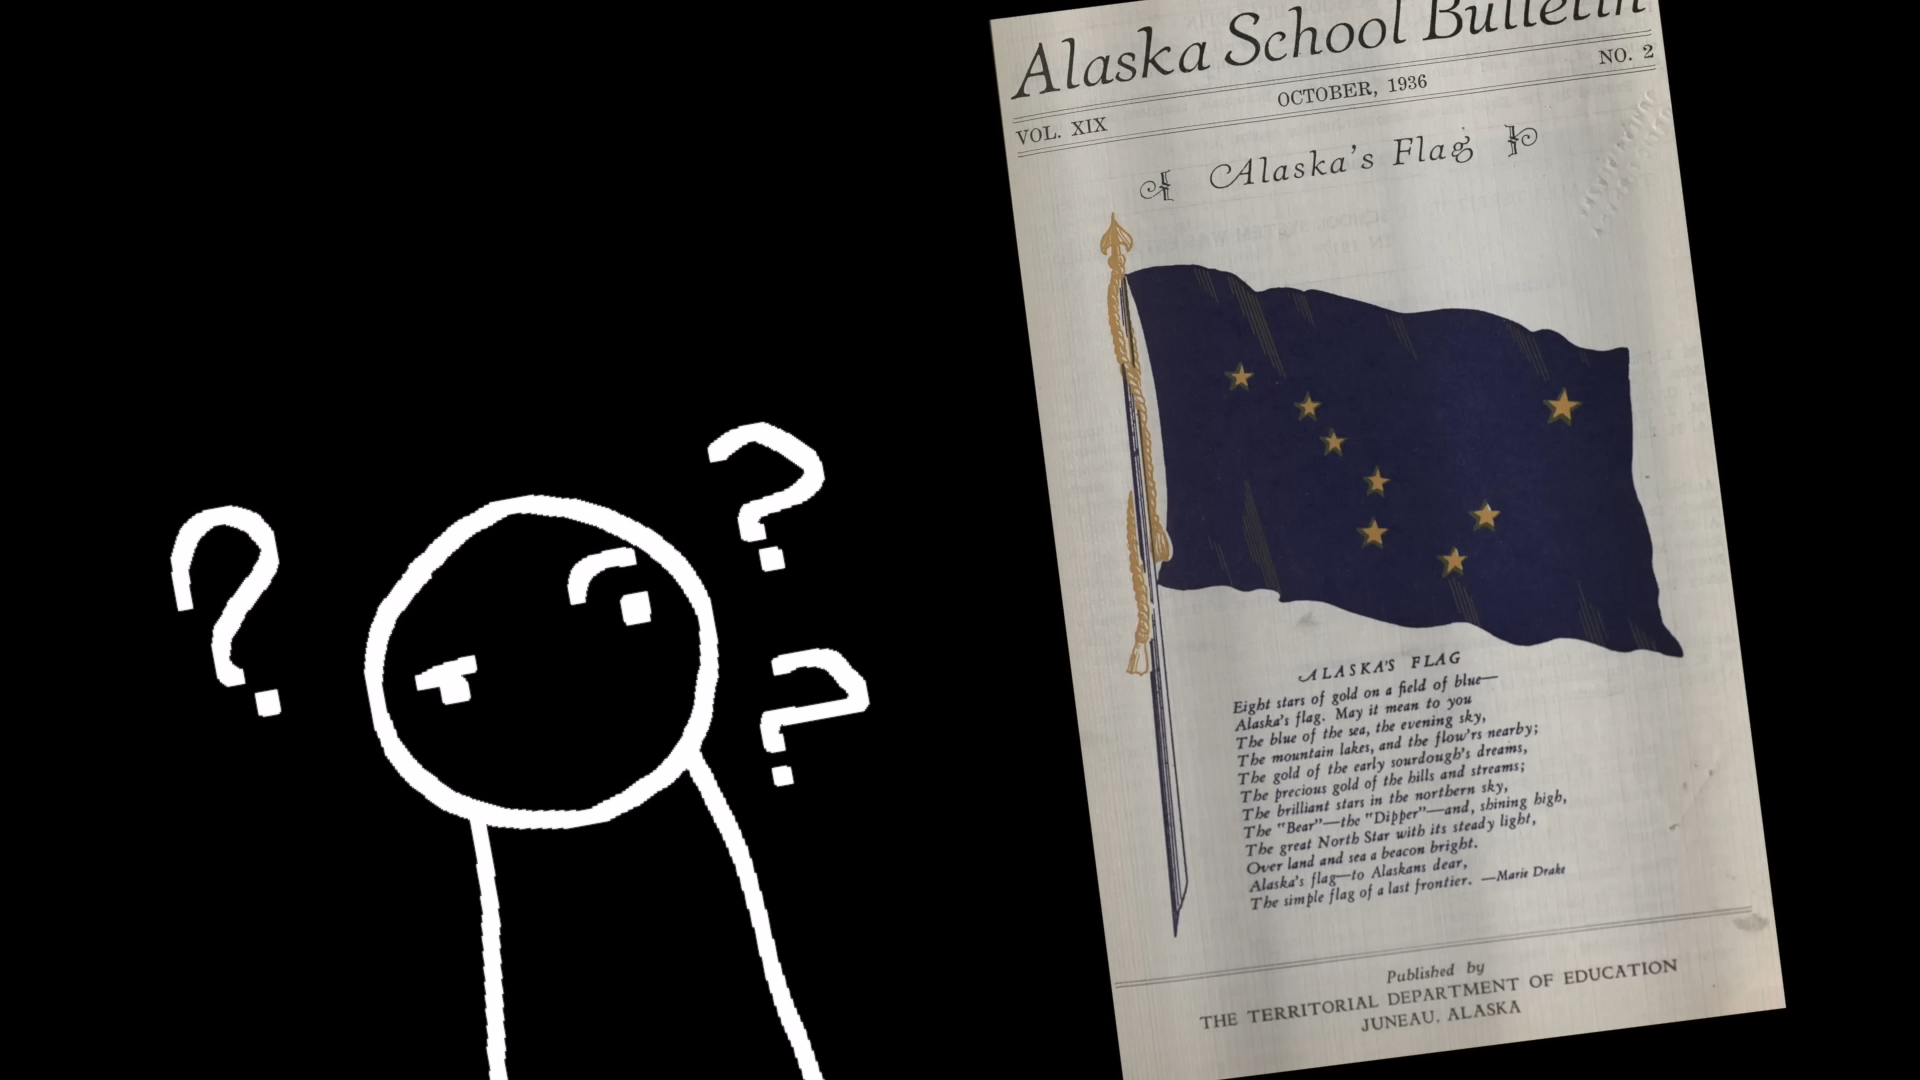 ? ? ?
Alaska School Bulletin
VOL. XIX OCTOBER, 1936 NO. 2
Alaska's Flag
ALASKA'S FLAG
Eight stars of gold on a field of blue—
Alaska's flag. May it mean to you
The blue of the sea, the evening sky,
The mountain lakes, and the flow'rs nearby;
The gold of the early sourdough's dreams,
The precious gold of the hills and streams;
The brilliant stars in the northern sky,
The "Bear"—the "Dipper"—and, shining high,
The great North Star with its steady light,
Over land and sea a beacon bright.
Alaska's flag—to Alaskans dear,
The simple flag of a last frontier. —Marie Drake
Published by
THE TERRITORIAL DEPARTMENT OF EDUCATION
JUNEAU, ALASKA